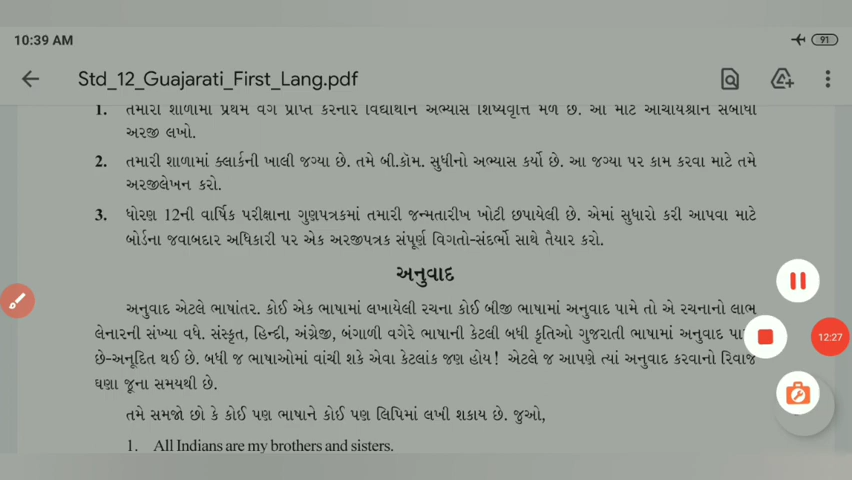 10:39 AM
91
Std_12_Guajarati_First_Lang.pdf
1. તમારી શાળામાં પ્રથમ વર્ગ પ્રાપ્ત કરનાર વિદ્યાર્થીને અભ્યાસ શિષ્યવૃત્તિ મળે છે. આ માટે આચાર્યશ્રીને સંબોધી
અરજી લખો.
2. તમારી શાળામાં ક્લાર્કની ખાલી જગ્યા છે. તમે બી.કૉમ. સુધીનો અભ્યાસ કર્યો છે. આ જગ્યા પર કામ કરવા માટે તમે
અરજીલેખન કરો.
3. ધોરણ 12ની વાર્ષિક પરીક્ષાના ગુણપત્રકમાં તમારી જન્મતારીખ ખોટી છપાયેલી છે. એમાં સુધારો કરી આપવા માટે
બોર્ડના જવાબદાર અધિકારી પર એક અરજીપત્રક સંપૂર્ણ વિગતો-સંદર્ભો સાથે તૈયાર કરો.
અનુવાદ
અનુવાદ એટલે ભાષાંતર. કોઈ એક ભાષામાં લખાયેલી રચના કોઈ બીજી ભાષામાં અનુવાદ પામે તો એ રચનાનો લાભ
લેનારની સંખ્યા વધે. સંસ્કૃત, હિન્દી, અંગ્રેજી, બંગાળી વગેરે ભાષાની કેટલી બધી કૃતિઓ ગુજરાતી ભાષામાં અનુવાદ
12:27
છે-અનૂદિત થઈ છે. બધી જ ભાષાઓમાં વાંચી શકે એવા કેટલાંક જણ હોય! એટલે જ આપણે ત્યાં અનુવાદ કરવાનો રિવાજ
ઘણા જૂના સમયથી છે.
તમે સમજો છો કે કોઈ પણ ભાષાને કોઈ પણ લિપિમાં લખી શકાય છે. જુઓ,
1. All Indians are my brothers and sisters.